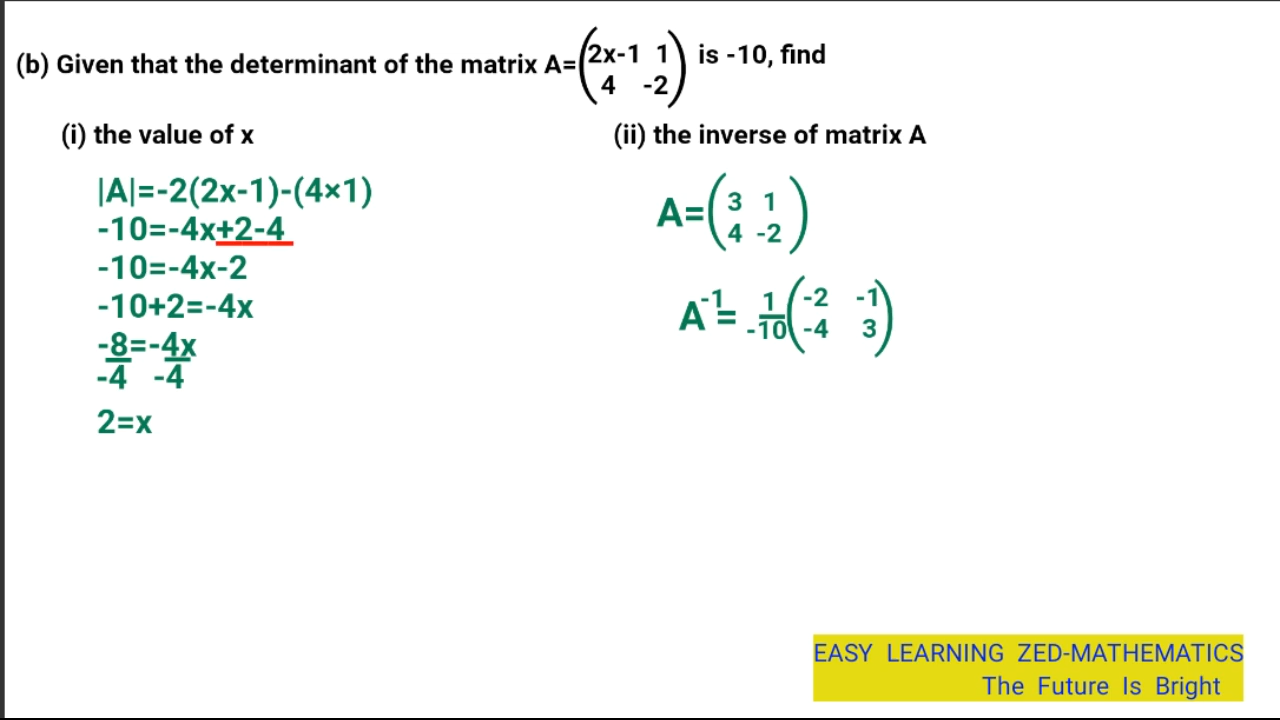 (b) Given that the determinant of the matrix A=(2x-1 1
4 -2) is -10, find
(i) the value of x
|A|=-2(2x-1)-(4×1)
-10=-4x+2-4
-10=-4x-2
-10+2=-4x
-8=-4x
-4 -4
2=x
(ii) the inverse of matrix A
A=(3 1
4 -2)
A-1= 1(-2 -1
-10 -4 3)
EASY LEARNING ZED-MATHEMATICS
The Future Is Bright